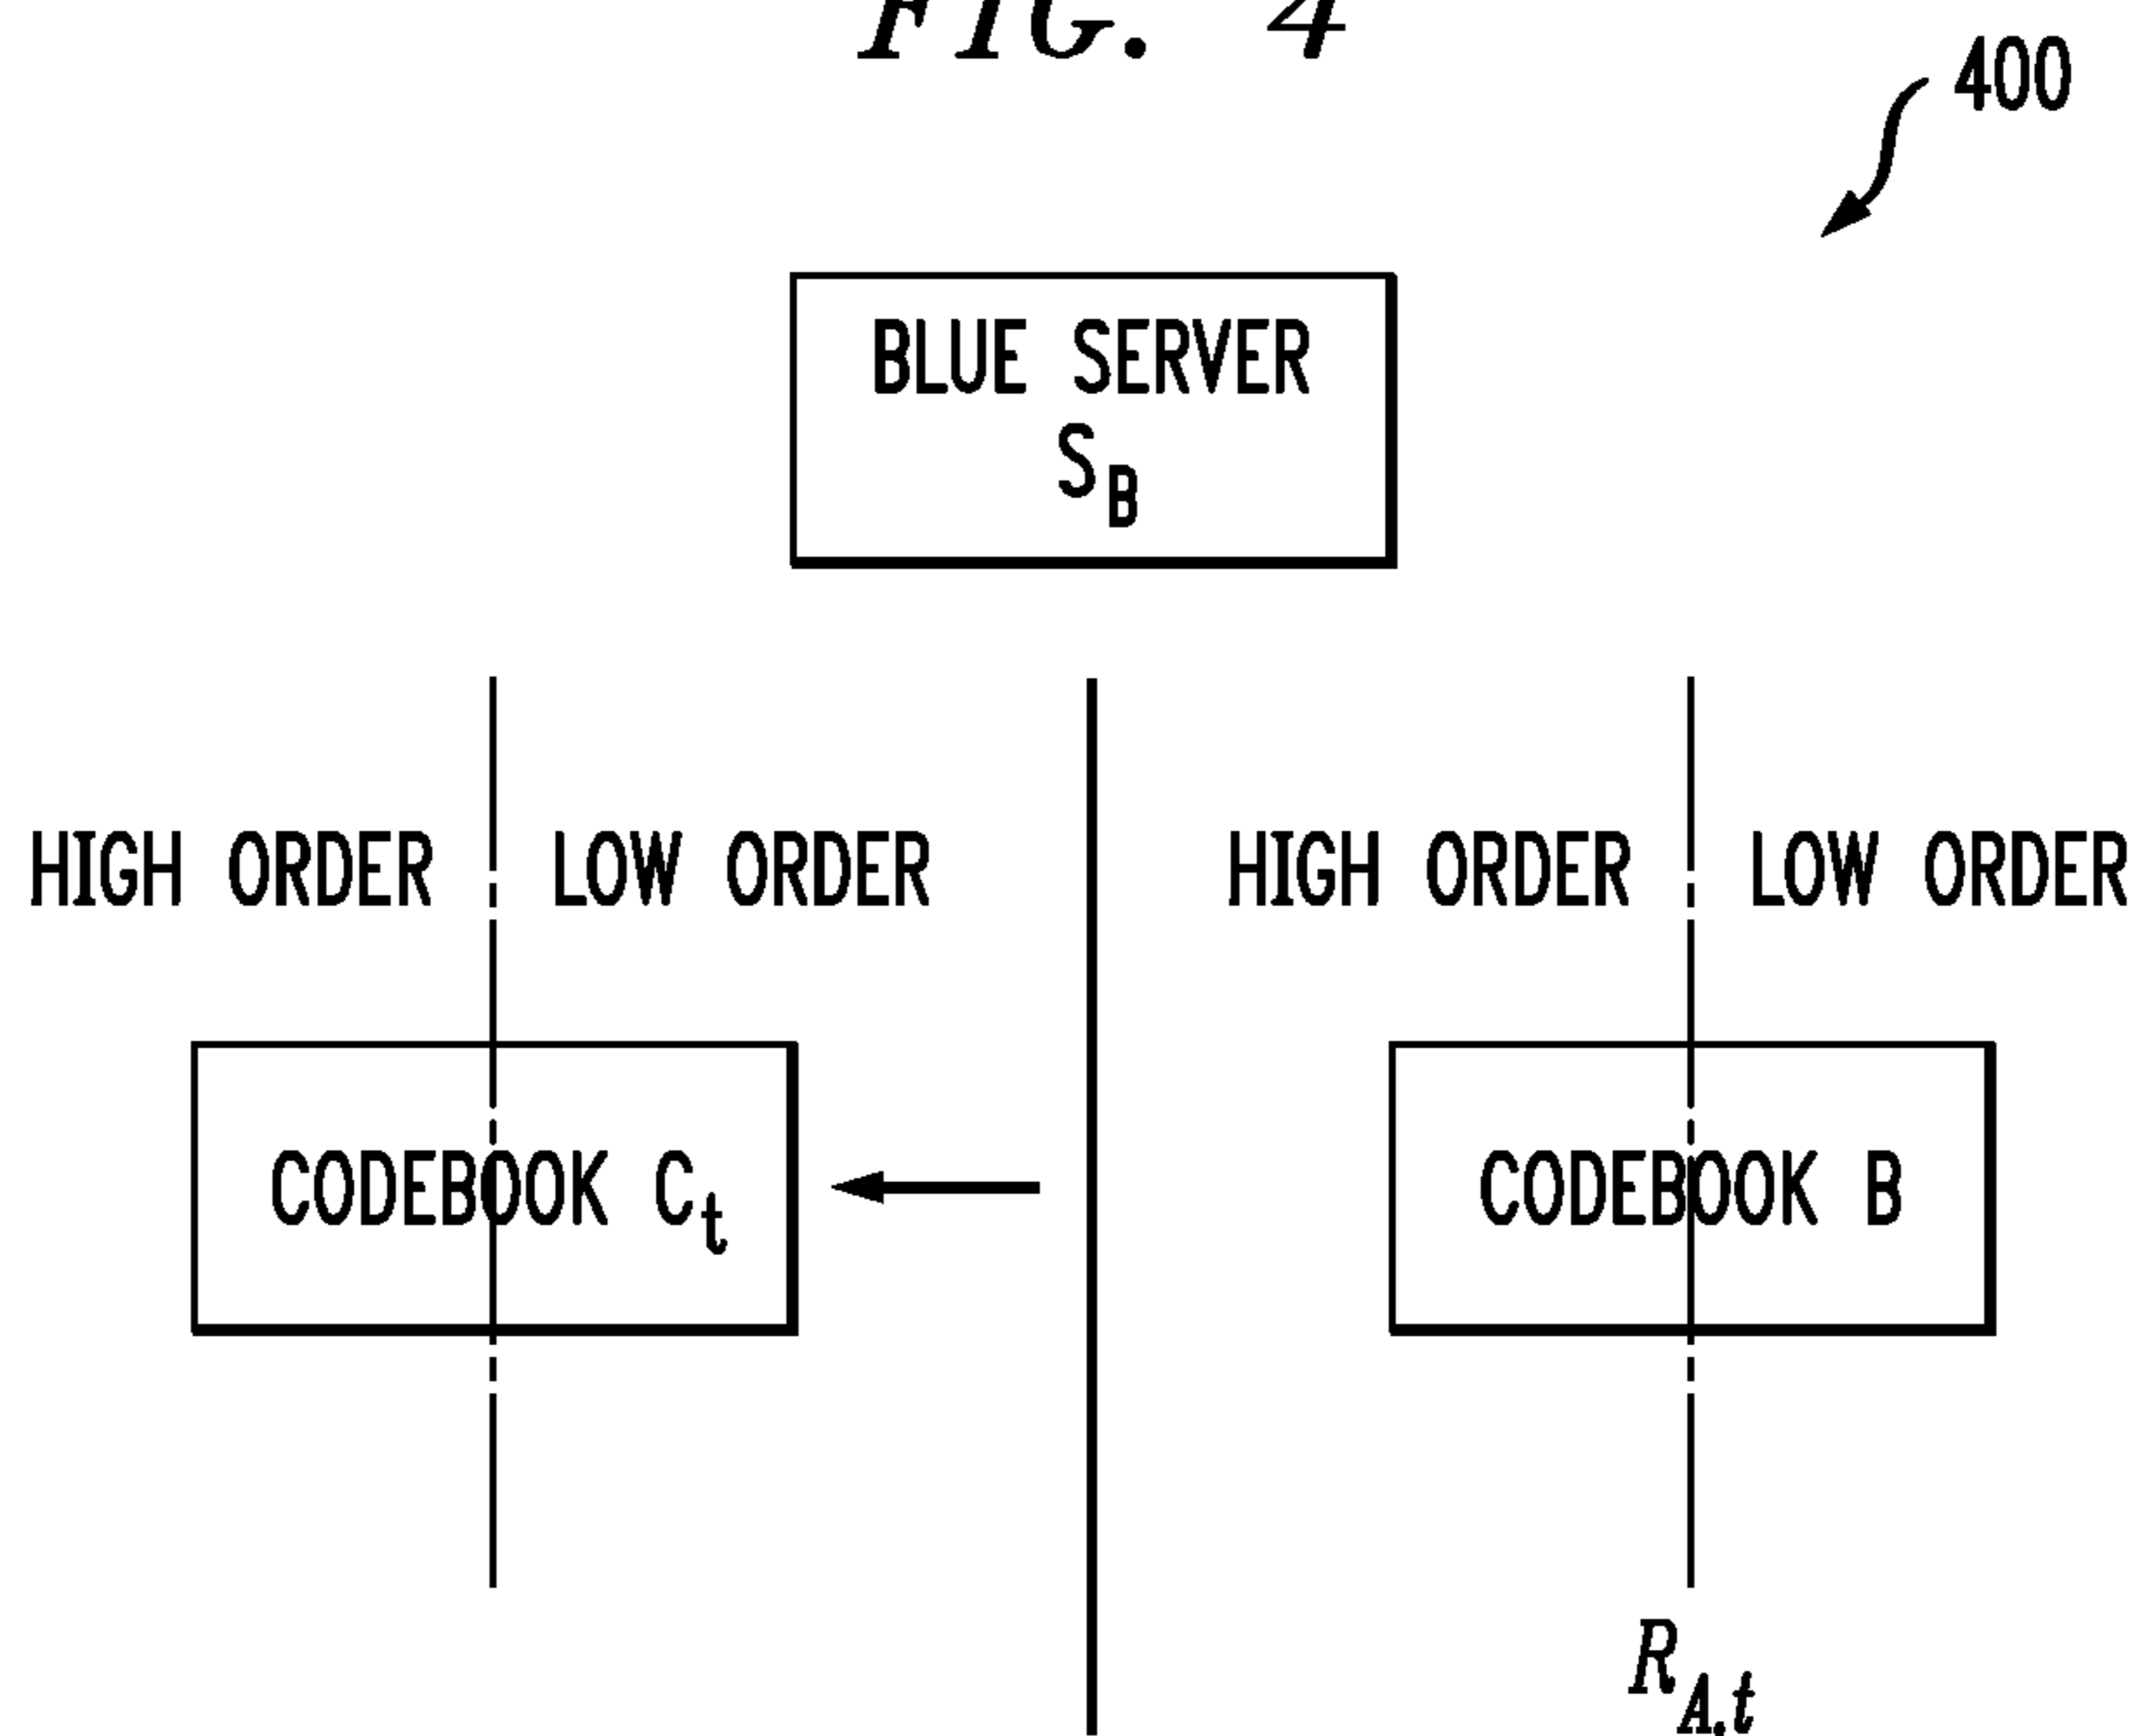 FIG. 4
400
BLUE SERVER
S_B
HIGH ORDER LOW ORDER HIGH ORDER LOW ORDER
CODEBOOK C_t CODEBOOK B
R_A,t